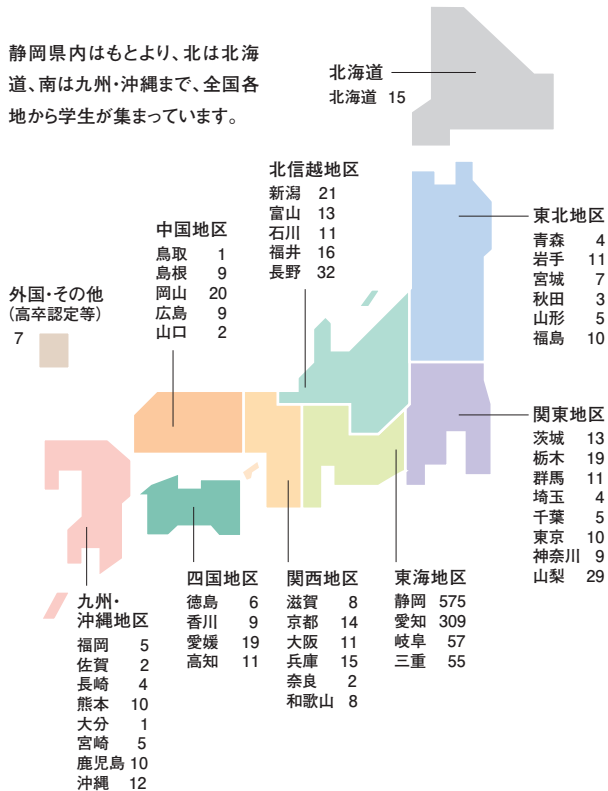 静岡県内はもとより、北は北海
道、南は九州・沖縄まで、全国各
地から学生が集まっています。
北海道
北海道 15
北信越地区
新潟 21
富山 13
石川 11
福井 16
長野 32
東北地区
青森 4
岩手 11
宮城 7
秋田 3
山形 5
福島 10
中国地区
鳥取 1
島根 9
岡山 20
広島 9
山口 2
外国・その他
(高卒認定等)
7
関東地区
茨城 13
栃木 19
群馬 11
埼玉 4
千葉 5
東京 10
神奈川 9
山梨 29
九州・
沖縄地区
福岡 5
佐賀 2
長崎 4
熊本 10
大分 1
宮崎 5
鹿児島 10
沖縄 12
四国地区
徳島 6
香川 9
愛媛 19
高知 11
関西地区
滋賀 8
京都 14
大阪 11
兵庫 15
奈良 2
和歌山 8
東海地区
静岡 575
愛知 309
岐阜 57
三重 55